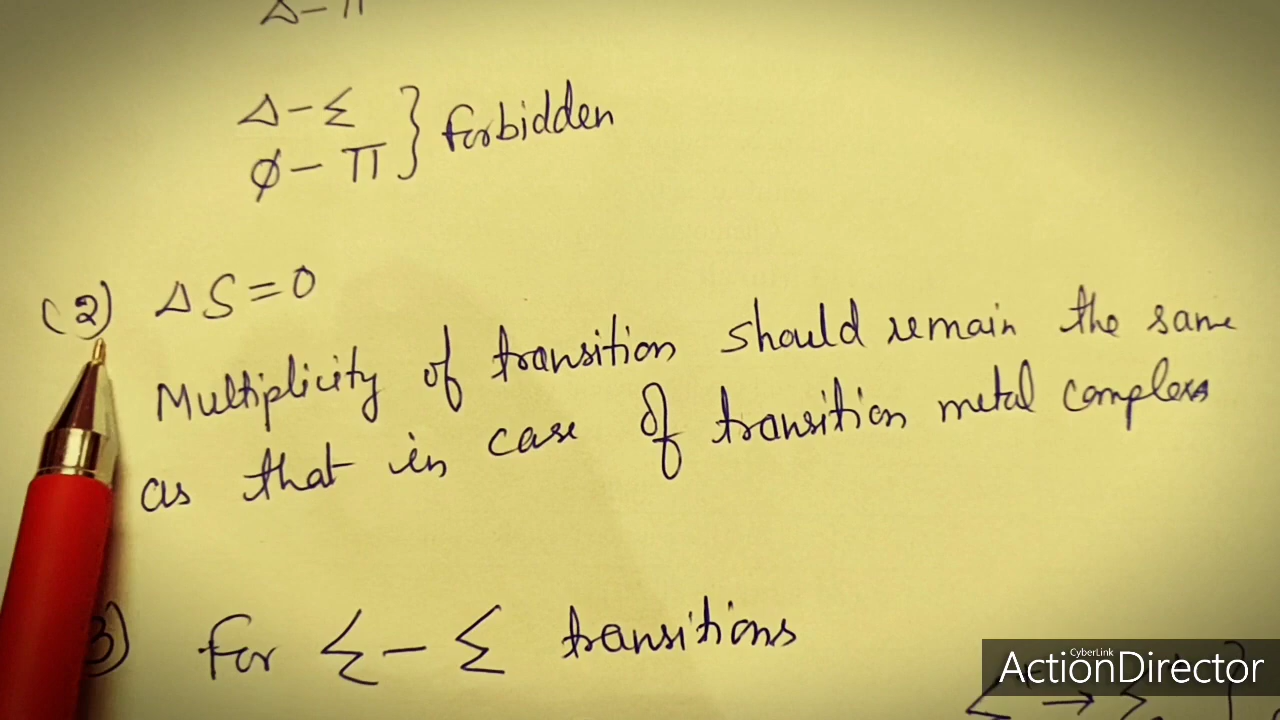 Δ-Π
Δ-Σ
Φ-Π } forbidden
(2) ΔS=0
Multiplicity of transition should remain the same
as that in case of transition metal complexes
3) For Σ-Σ transitions
Σ → Σ
CyberLink
ActionDirector